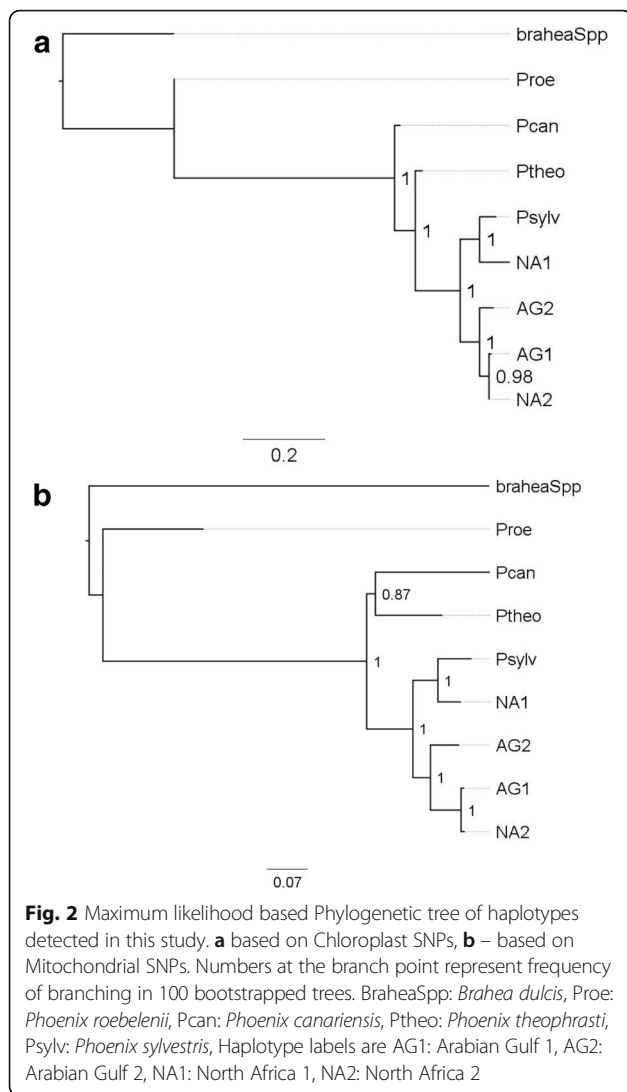 a
braheaSpp
Proe
Pcan
1
Ptheo
1
Psylv
1
NA1
1
AG2
1
AG1
0.98
NA2
0.2
b
braheaSpp
Proe
Pcan
0.87
Ptheo
1
Psylv
1
NA1
1
AG2
1
AG1
1
NA2
0.07
Fig. 2 Maximum likelihood based Phylogenetic tree of haplotypes
detected in this study. a based on Chloroplast SNPs, b – based on
Mitochondrial SNPs. Numbers at the branch point represent frequency
of branching in 100 bootstrapped trees. BraheaSpp: Brahea dulcis, Proe:
Phoenix roebelenii, Pcan: Phoenix canariensis, Ptheo: Phoenix theophrasti,
Psylv: Phoenix sylvestris, Haplotype labels are AG1: Arabian Gulf 1, AG2:
Arabian Gulf 2, NA1: North Africa 1, NA2: North Africa 2